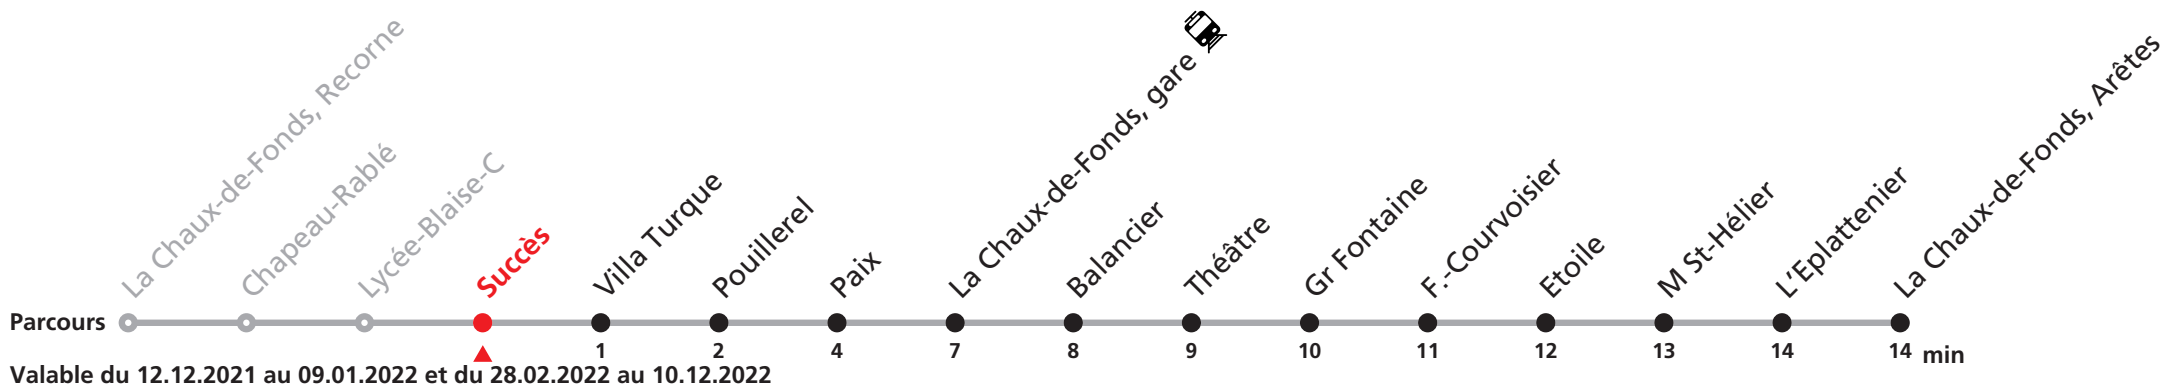 La Chaux-de-Fonds, Recorne
Chapeau-Rablé
Lycée-Blaise-C
Succès
Villa Turque
Pouillerel
Paix
La Chaux-de-Fonds, gare
Balancier
Théâtre
Gr Fontaine
F.-Courvoisier
Etoile
M St-Hélier
L'Eplattenier
La Chaux-de-Fonds, Arêtes
Parcours
1 2 4 7 8 9 10 11 12 13 14 14 min
Valable du 12.12.2021 au 09.01.2022 et du 28.02.2022 au 10.12.2022